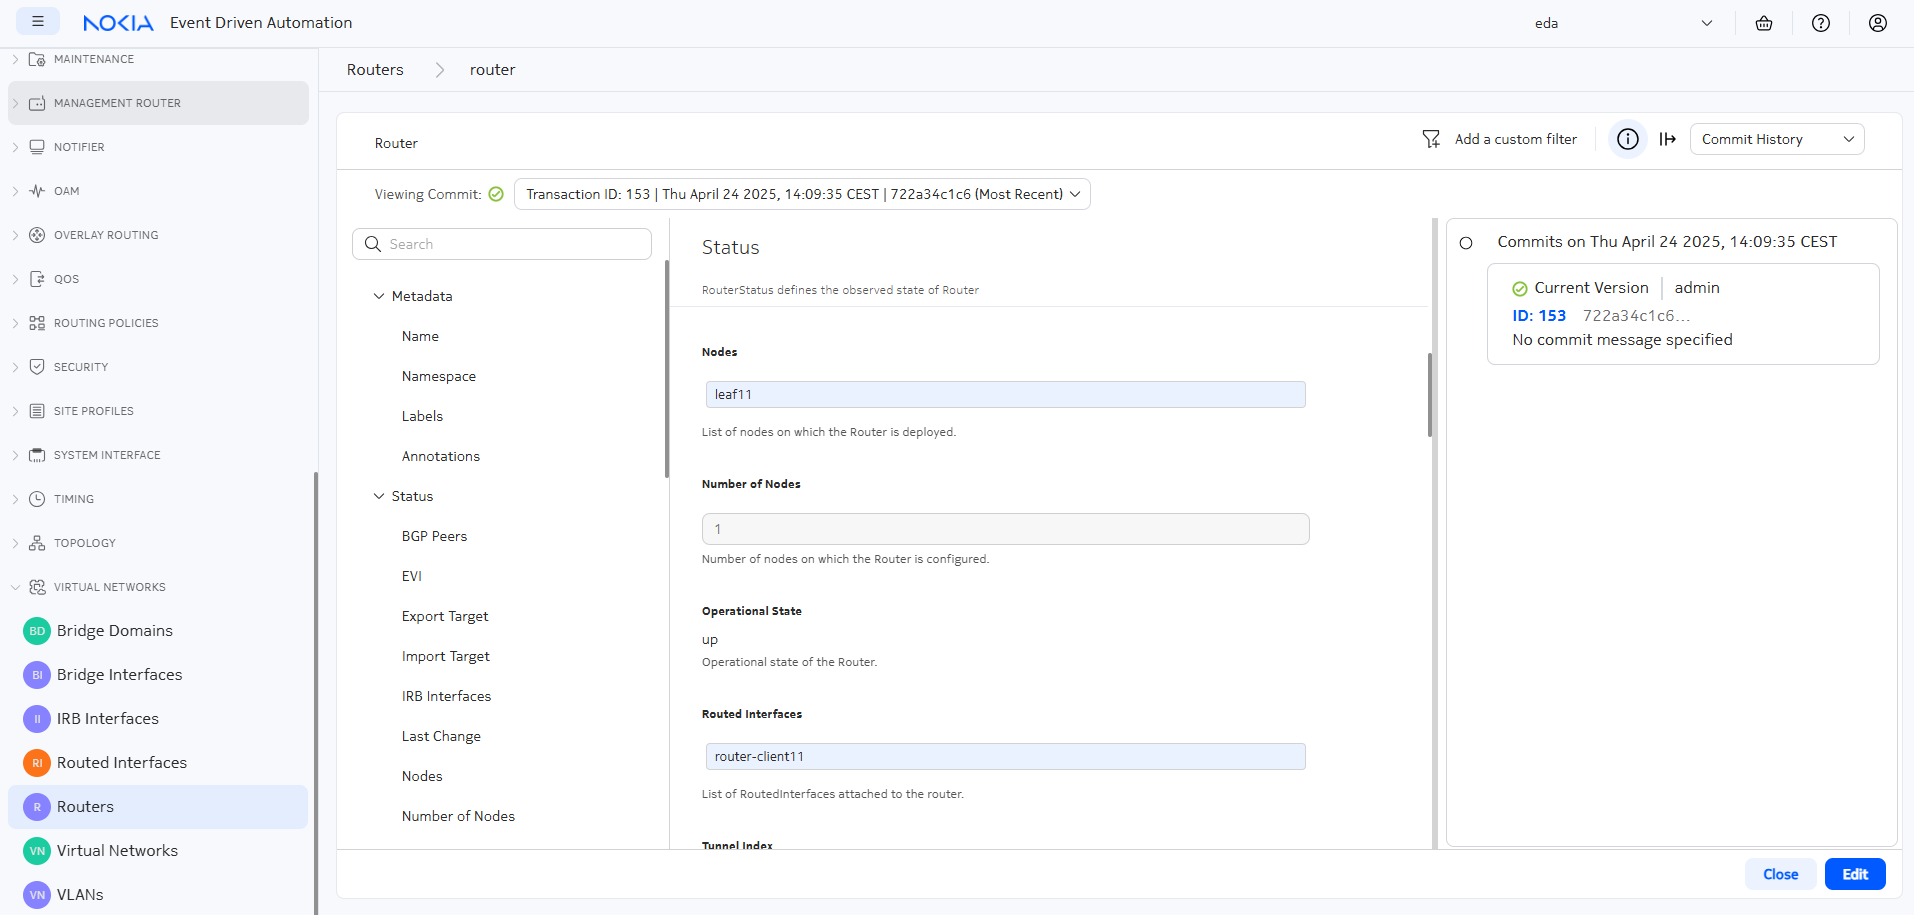 NOKIA Event Driven Automation
eda
MAINTENANCE
MANAGEMENT ROUTER
NOTIFIER
OAM
OVERLAY ROUTING
QOS
ROUTING POLICIES
SECURITY
SITE PROFILES
SYSTEM INTERFACE
TIMING
TOPOLOGY
VIRTUAL NETWORKS
BD Bridge Domains
BI Bridge Interfaces
II IRB Interfaces
RI Routed Interfaces
R Routers
VN Virtual Networks
VN VLANs
Routers router
Router
Add a custom filter
Commit History
Viewing Commit:
Transaction ID: 153 | Thu April 24 2025, 14:09:35 CEST | 722a34c1c6 (Most Recent)
Search
Metadata
Name
Namespace
Labels
Annotations
Status
BGP Peers
EVI
Export Target
Import Target
IRB Interfaces
Last Change
Nodes
Number of Nodes
Status
RouterStatus defines the observed state of Router
Nodes
leaf11
List of nodes on which the Router is deployed.
Number of Nodes
1
Number of nodes on which the Router is configured.
Operational State
up
Operational state of the Router.
Routed Interfaces
router-client11
List of RoutedInterfaces attached to the router.
Tunnel Index
Commits on Thu April 24 2025, 14:09:35 CEST
Current Version admin
ID: 153 722a34c1c6...
No commit message specified
Close
Edit